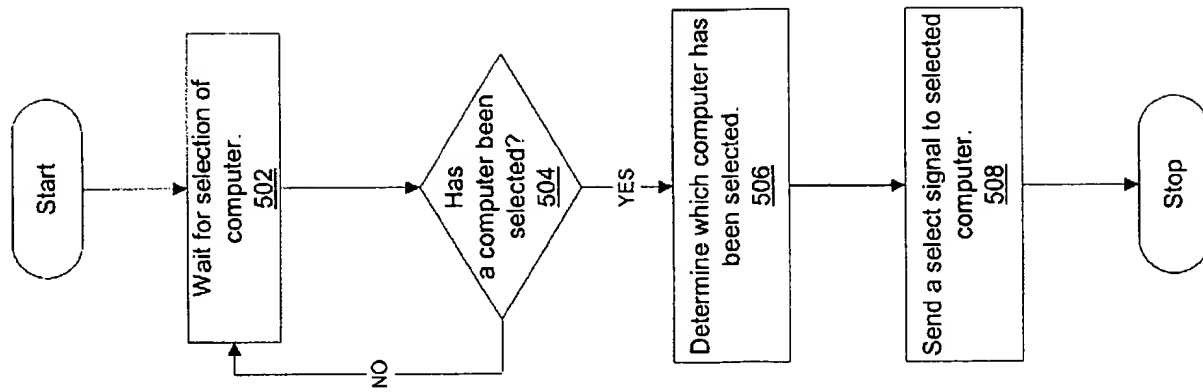 Start
Wait for selection of
computer.
502
Has
a computer been
selected?
504
NO
YES
Determine which computer has
been selected.
506
Send a select signal to selected
computer.
508
Stop